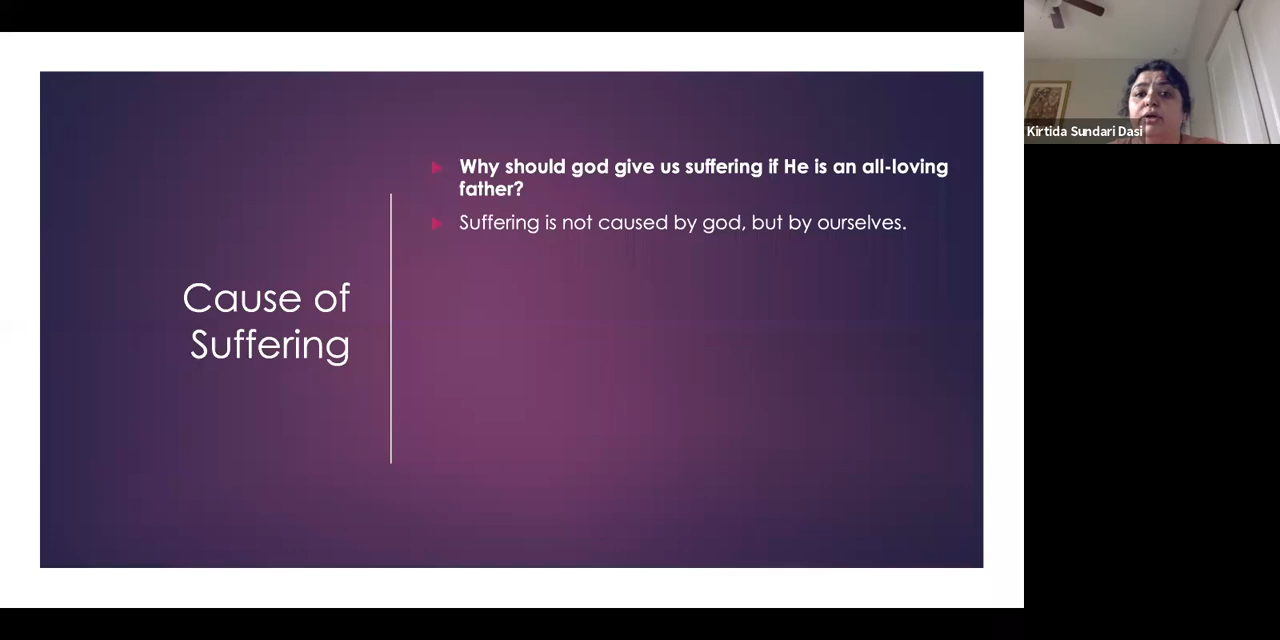 Cause of
Suffering
Why should god give us suffering if He is an all-loving
father?
Suffering is not caused by god, but by ourselves.
Kirtida Sundari Dasi